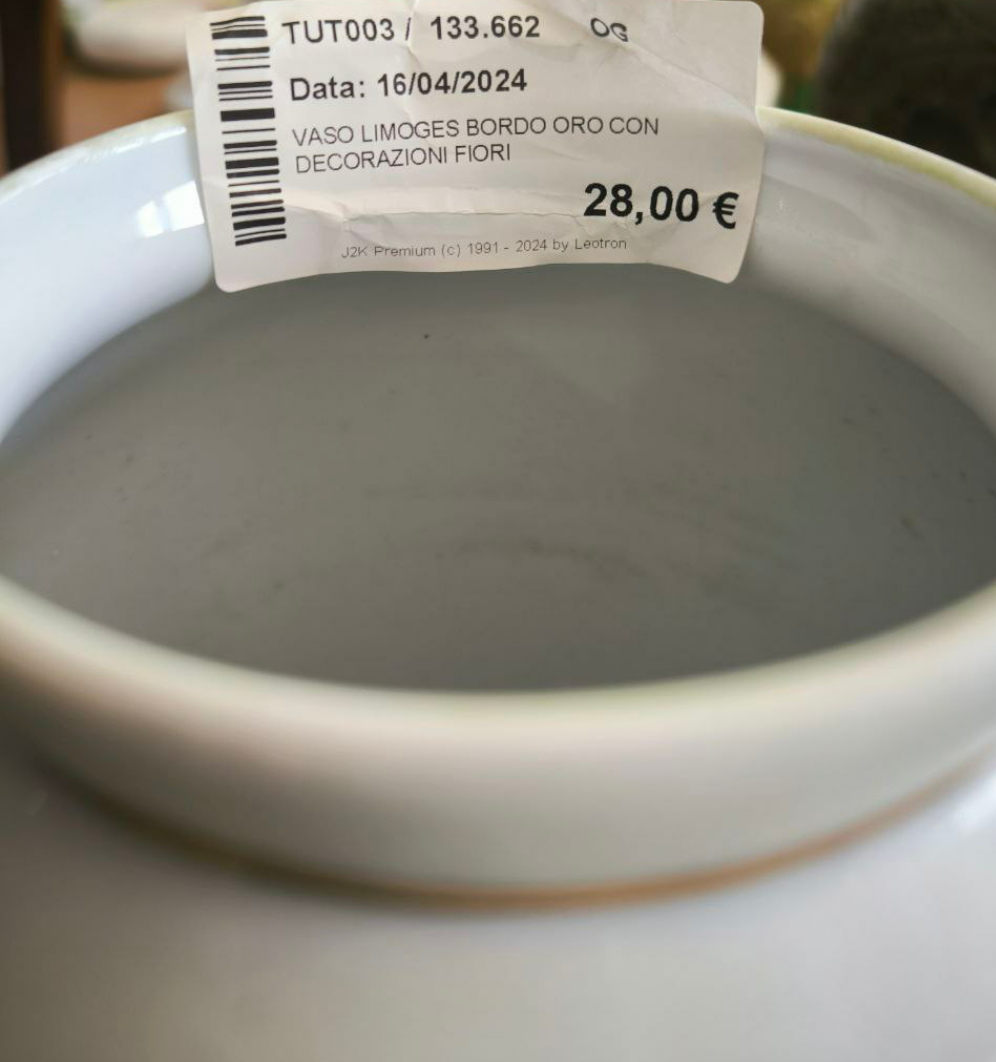 TUT003 / 133.662 OG
Data: 16/04/2024
VASO LIMOGES BORDO ORO CON
DECORAZIONI FIORI
28,00 €
J2K Premium (c) 1991 - 2024 by Leotron